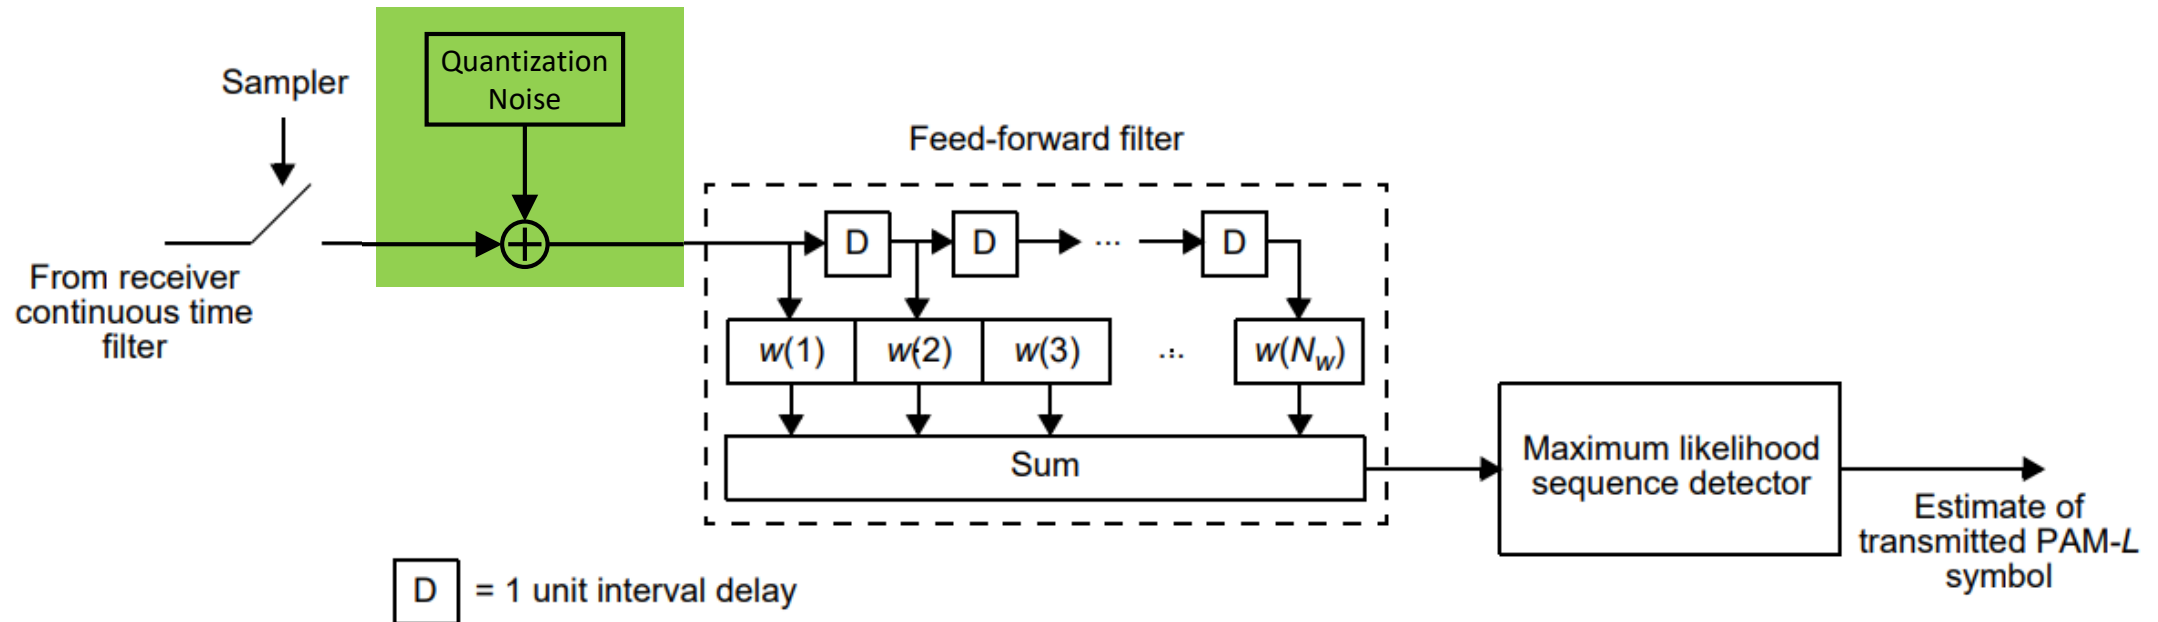 Quantization
Noise
Sampler
Feed-forward filter
D
D
...
D
From receiver
continuous time
filter
w(1)
w(2)
w(3)
...
w(Nw)
Sum
Maximum likelihood
sequence detector
Estimate of
transmitted PAM-L
symbol
D = 1 unit interval delay